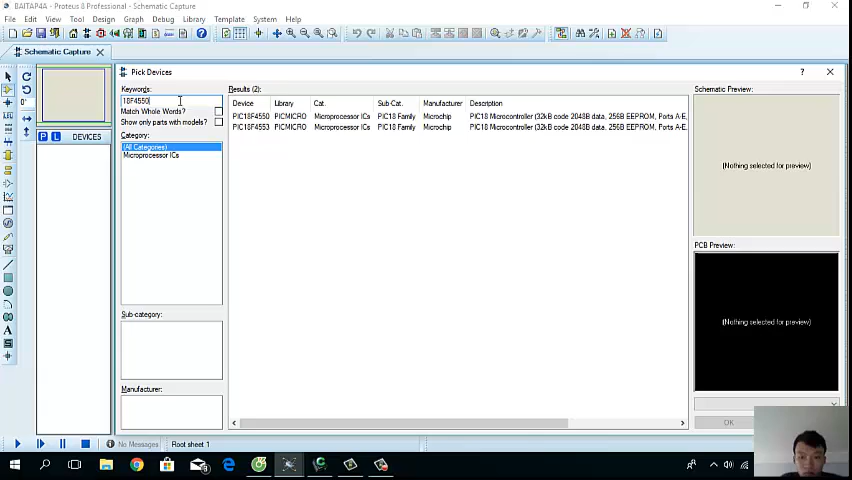 BAITAP4A - Proteus 8 Professional - Schematic Capture
File Edit View Tool Design Graph Debug Library Template System Help
Schematic Capture
Pick Devices
? 
Keywords:
18F4550
Match Whole Words?
Show only parts with models?
Category:
(All Categories)
Microprocessor ICs
Sub-category:
Manufacturer:
Results (2):
Device Library Cat. Sub-Cat. Manufacturer Description
PIC18F4550 PICMICRO Microprocessor ICs PIC18 Family Microchip PIC18 Microcontroller (32kB code 2048B data, 256B EEPROM, Ports A-E,
PIC18F4553 PICMICRO Microprocessor ICs PIC18 Family Microchip PIC18 Microcontroller (32kB code 2048B data, 256B EEPROM, Ports A-E,
Schematic Preview:
(Nothing selected for preview)
PCB Preview:
(Nothing selected for preview)
OK
0°
P L DEVICES
LBL
A
No Messages
Root sheet 1